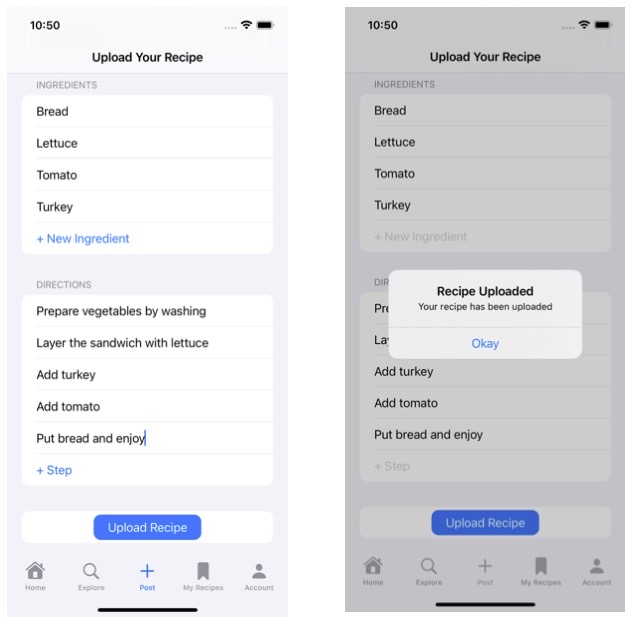 10:50
Upload Your Recipe
INGREDIENTS
Bread
Lettuce
Tomato
Turkey
+ New Ingredient
DIRECTIONS
Prepare vegetables by washing
Layer the sandwich with lettuce
Add turkey
Add tomato
Put bread and enjoy
+ Step
Upload Recipe
Home Explore Post My Recipes Account
10:50
Upload Your Recipe
INGREDIENTS
Bread
Lettuce
Tomato
Turkey
+ New Ingredient
DIR
Pre
Lay
Recipe Uploaded
Your recipe has been uploaded
Okay
Add turkey
Add tomato
Put bread and enjoy
+ Step
Upload Recipe
Home Explore Post My Recipes Account